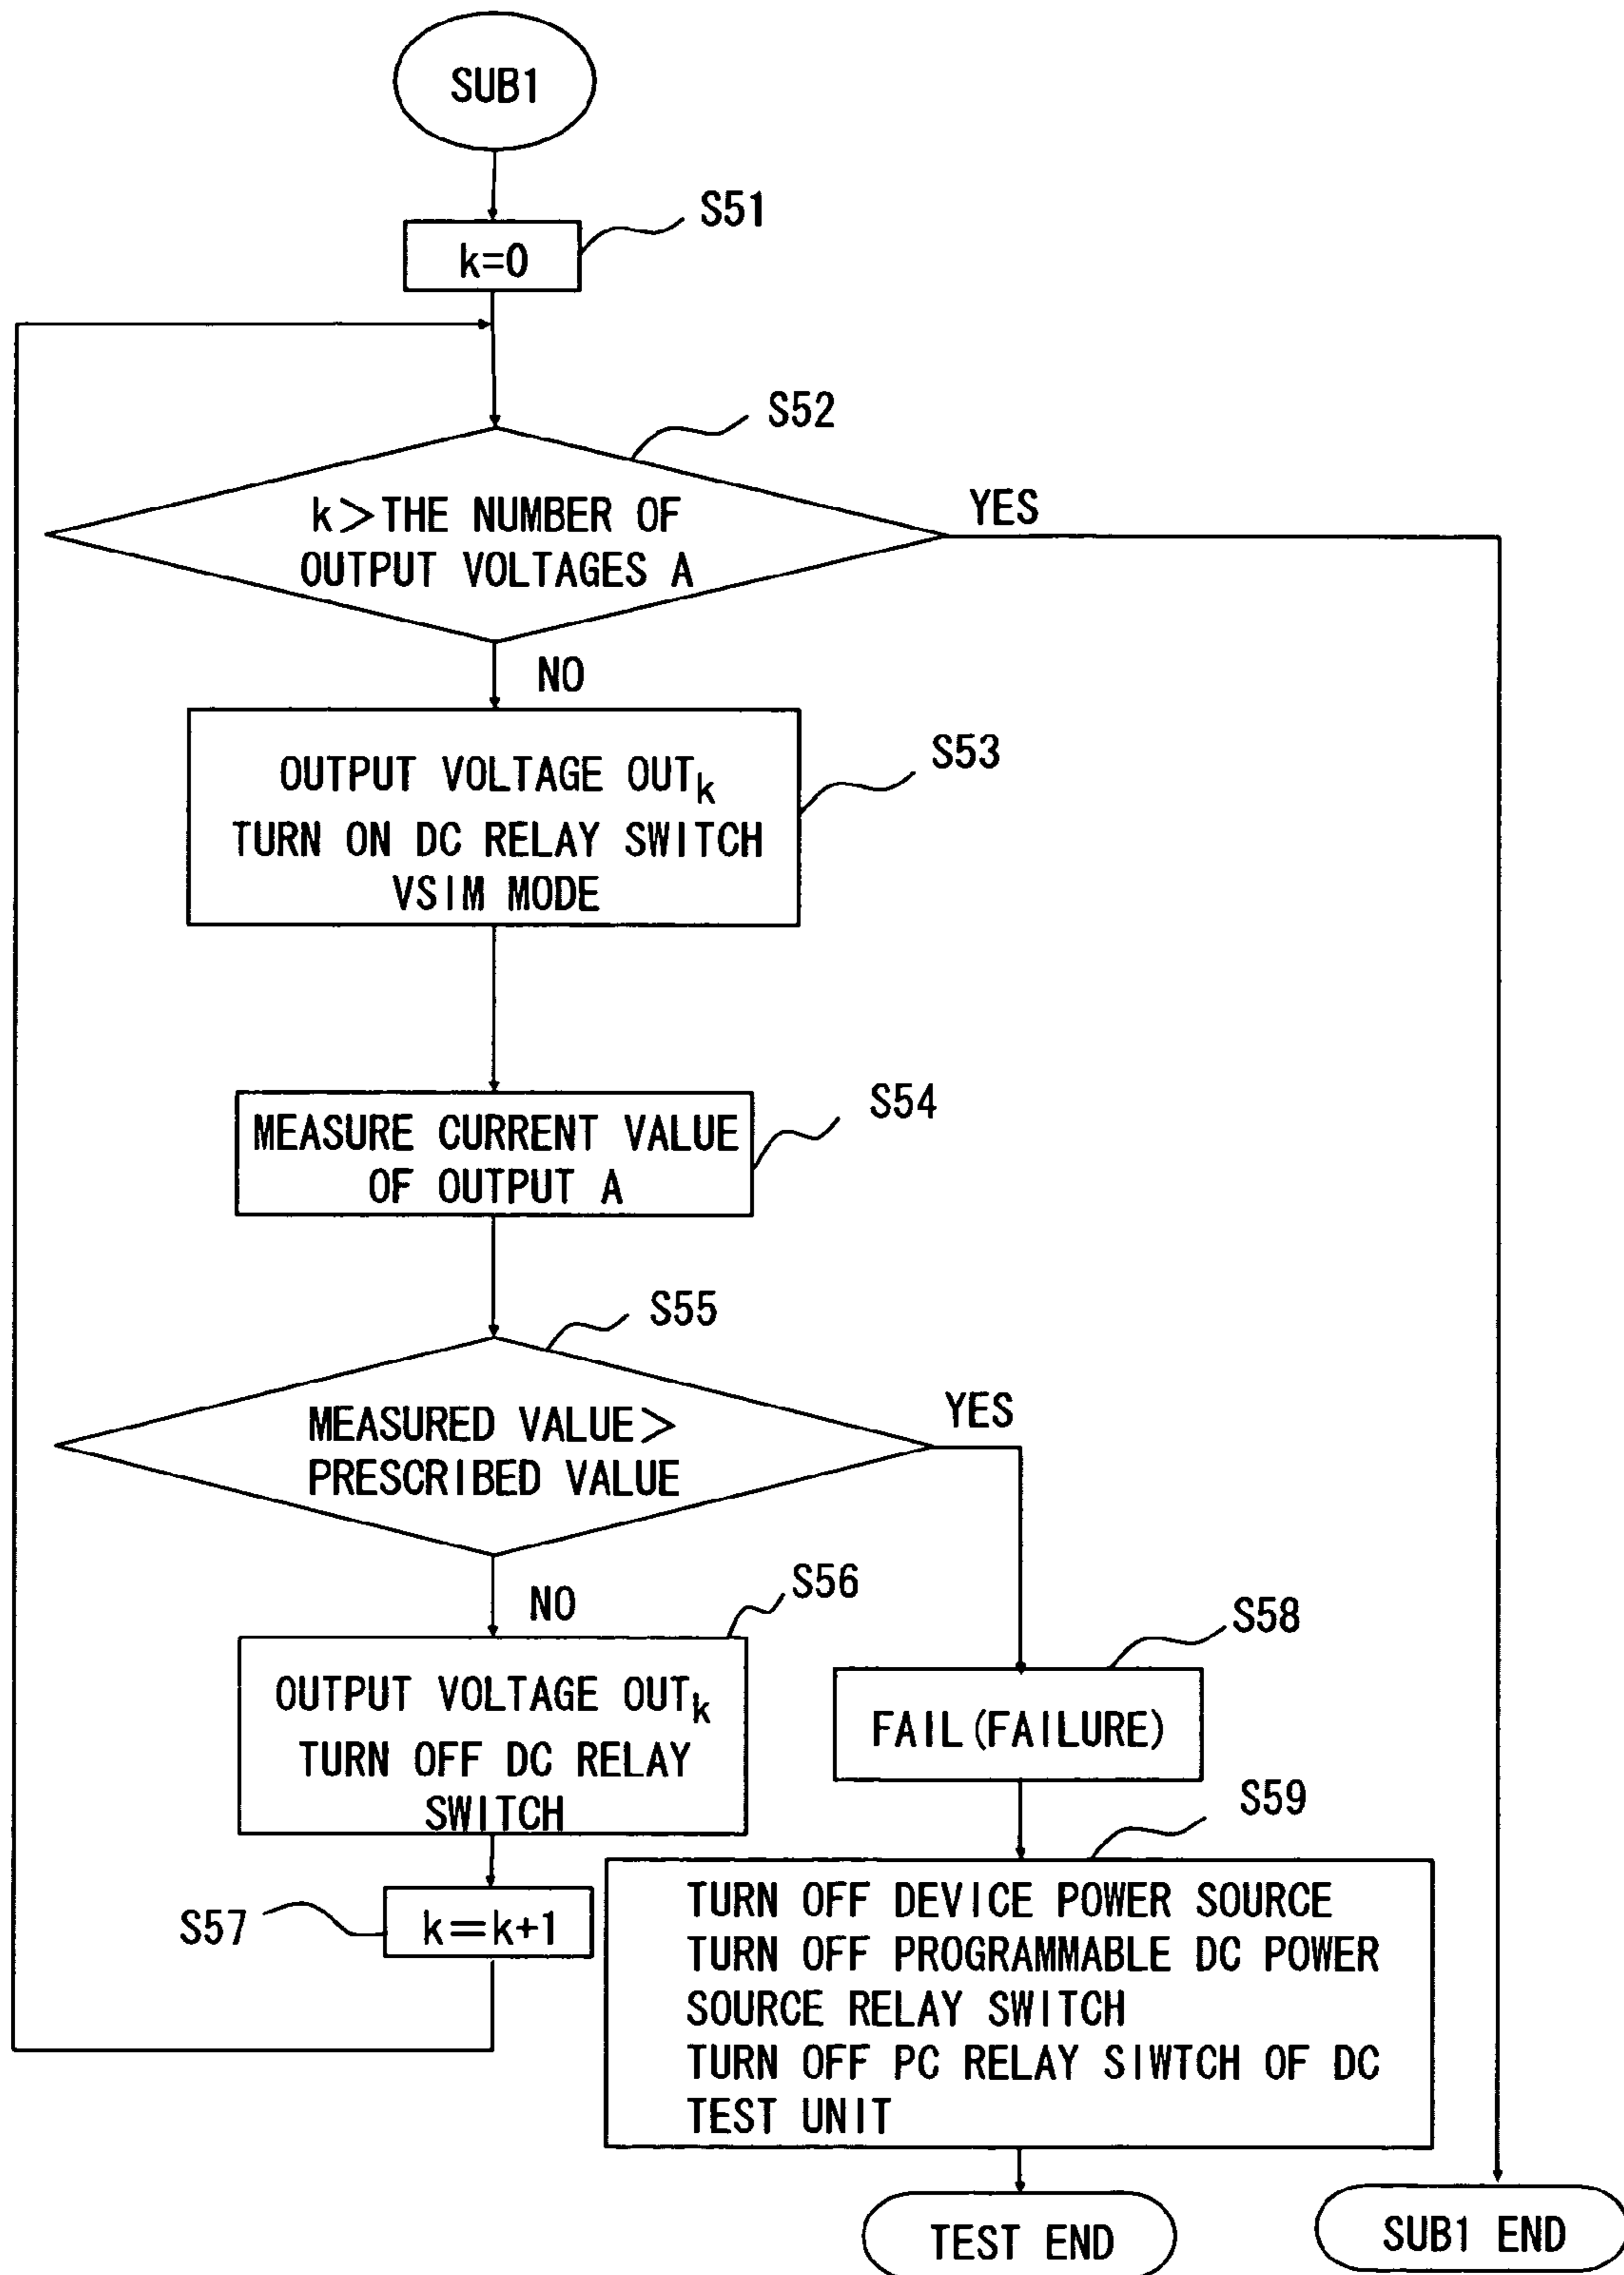 SUB1
S51
k=0
S52
k>THE NUMBER OF
OUTPUT VOLTAGES A
YES
NO
S53
OUTPUT VOLTAGE OUTk
TURN ON DC RELAY SWITCH
VSIM MODE
S54
MEASURE CURRENT VALUE
OF OUTPUT A
S55
MEASURED VALUE>
PRESCRIBED VALUE
YES
NO
S56
OUTPUT VOLTAGE OUTk
TURN OFF DC RELAY
SWITCH
S58
FAIL(FAILURE)
S57
k=k+1
S59
TURN OFF DEVICE POWER SOURCE
TURN OFF PROGRAMMABLE DC POWER
SOURCE RELAY SWITCH
TURN OFF PC RELAY SIWTCH OF DC
TEST UNIT
TEST END
SUB1 END